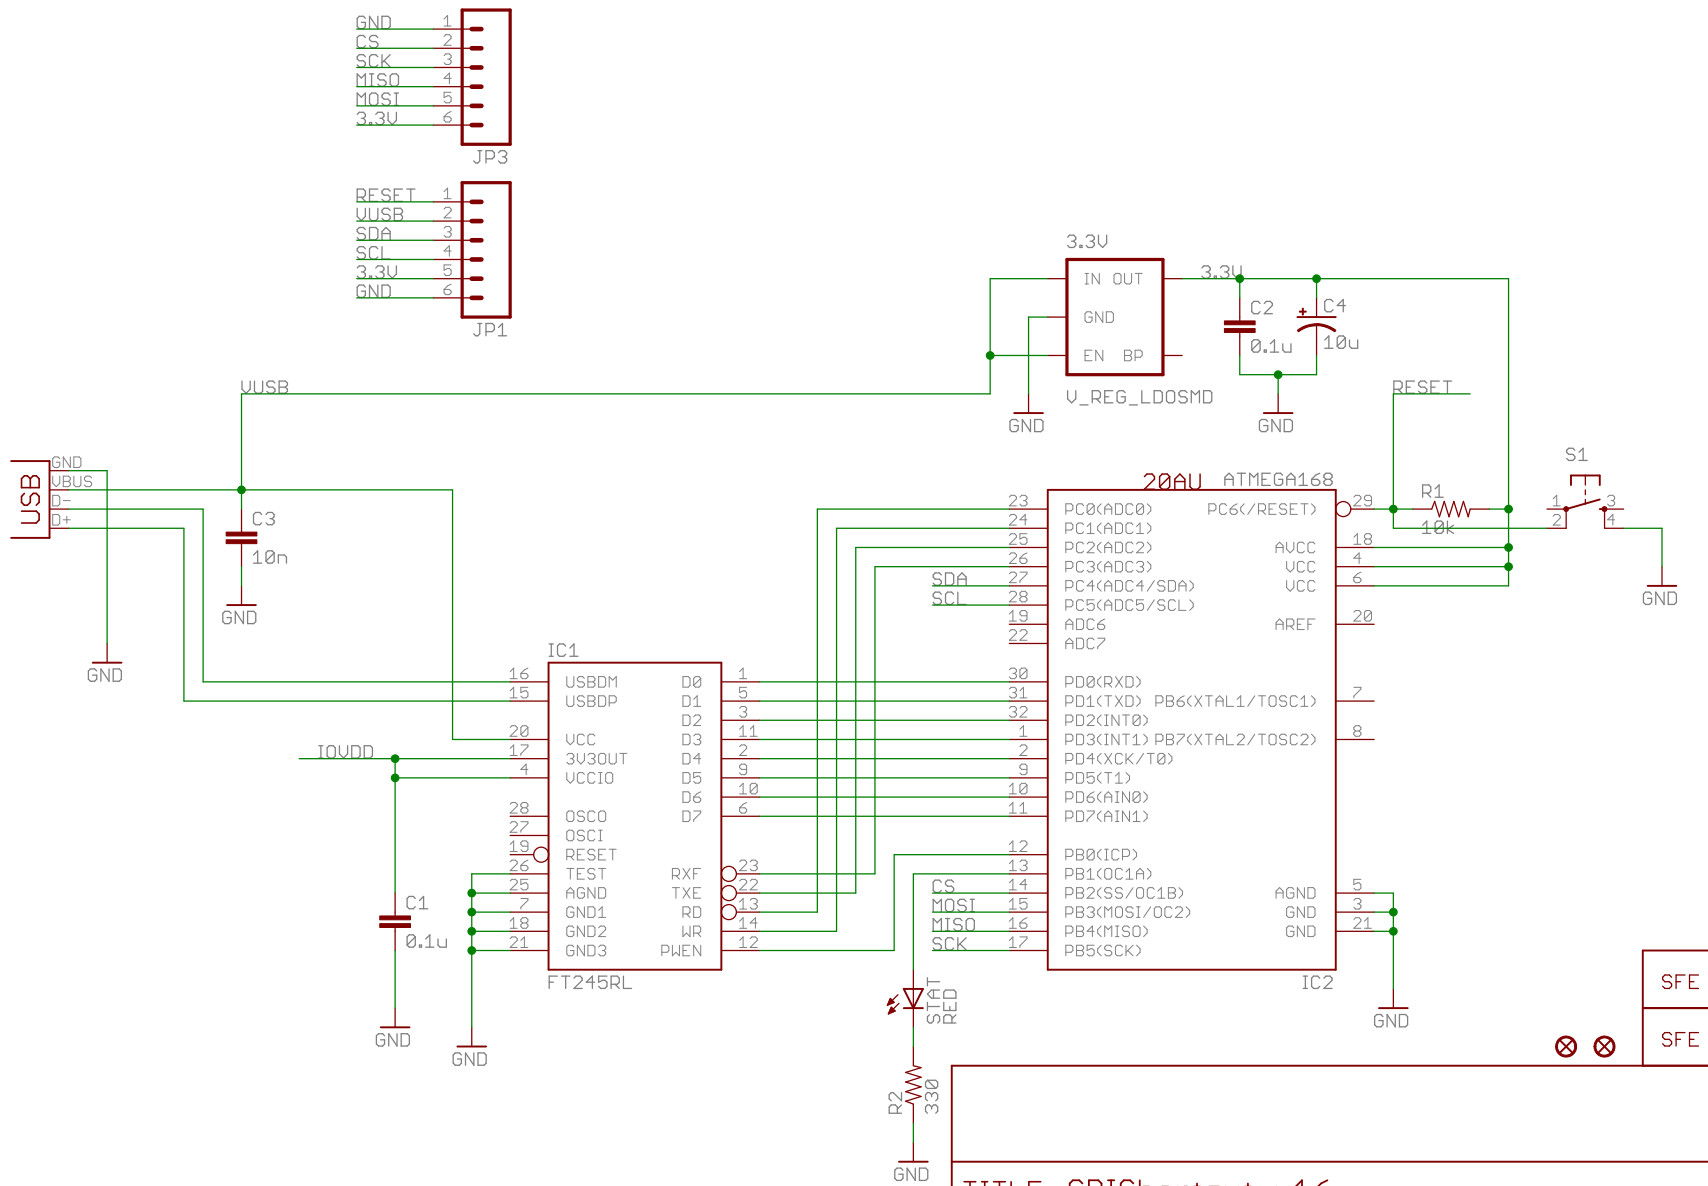 GND 1
CS 2
SCK 3
MISO 4
MOSI 5
3.3V 6
JP3
RESET 1
VUSB 2
SDA 3
SCL 4
3.3V 5
GND 6
JP1
3.3V
IN OUT
GND
EN BP
V_REG_LDOSMD
GND
3.3V
C2
0.1u
C4
10u
GND
VUSB
RESET
USB
GND
VBUS
D-
D+
C3
10n
GND
GND
S1
1 3
2 4
GND
R1
10k
20AU ATMEGA168
23 PC0(ADC0) PC6(/RESET) 29
24 PC1(ADC1)
25 PC2(ADC2) AVCC 18
26 PC3(ADC3) VCC 4
SDA 27 PC4(ADC4/SDA) VCC 6
SCL 28 PC5(ADC5/SCL)
19 ADC6 AREF 20
22 ADC7
30 PD0(RXD)
31 PD1(TXD) PB6(XTAL1/TOSC1) 7
32 PD2(INT0)
1 PD3(INT1) PB7(XTAL2/TOSC2) 8
2 PD4(XCK/T0)
9 PD5(T1)
10 PD6(AIN0)
11 PD7(AIN1)
12 PB0(ICP)
13 PB1(OC1A)
CS 14 PB2(SS/OC1B) AGND 5
MOSI 15 PB3(MOSI/OC2) GND 3
MISO 16 PB4(MISO) GND 21
SCK 17 PB5(SCK)
IC2
GND
IC1
16 USBDM D0 1
15 USBDP D1 5
D2 3
20 VCC D3 11
IOVDD 17 3V3OUT D4 2
4 VCCIO D5 9
D6 10
28 OSCO D7 6
27 OSCI
19 RESET
26 TEST RXF 23
25 AGND TXE 22
7 GND1 RD 13
18 GND2 WR 14
21 GND3 PWEN 12
FT245RL
C1
0.1u
GND
GND
STAT
RED
R2
330
GND
SFE
SFE